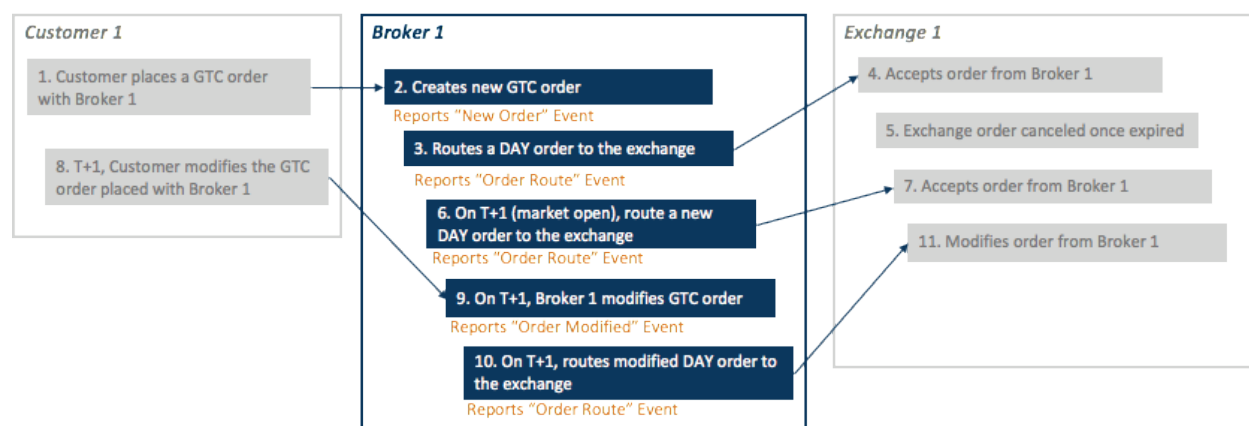 Customer 1
1. Customer places a GTC order
with Broker 1
8. T+1, Customer modifies the GTC
order placed with Broker 1
Broker 1
2. Creates new GTC order
Reports "New Order" Event
3. Routes a DAY order to the exchange
Reports "Order Route" Event
6. On T+1 (market open), route a new
DAY order to the exchange
Reports "Order Route" Event
9. On T+1, Broker 1 modifies GTC order
Reports "Order Modified" Event
10. On T+1, routes modified DAY order to
the exchange
Reports "Order Route" Event
Exchange 1
4. Accepts order from Broker 1
5. Exchange order canceled once expired
7. Accepts order from Broker 1
11. Modifies order from Broker 1